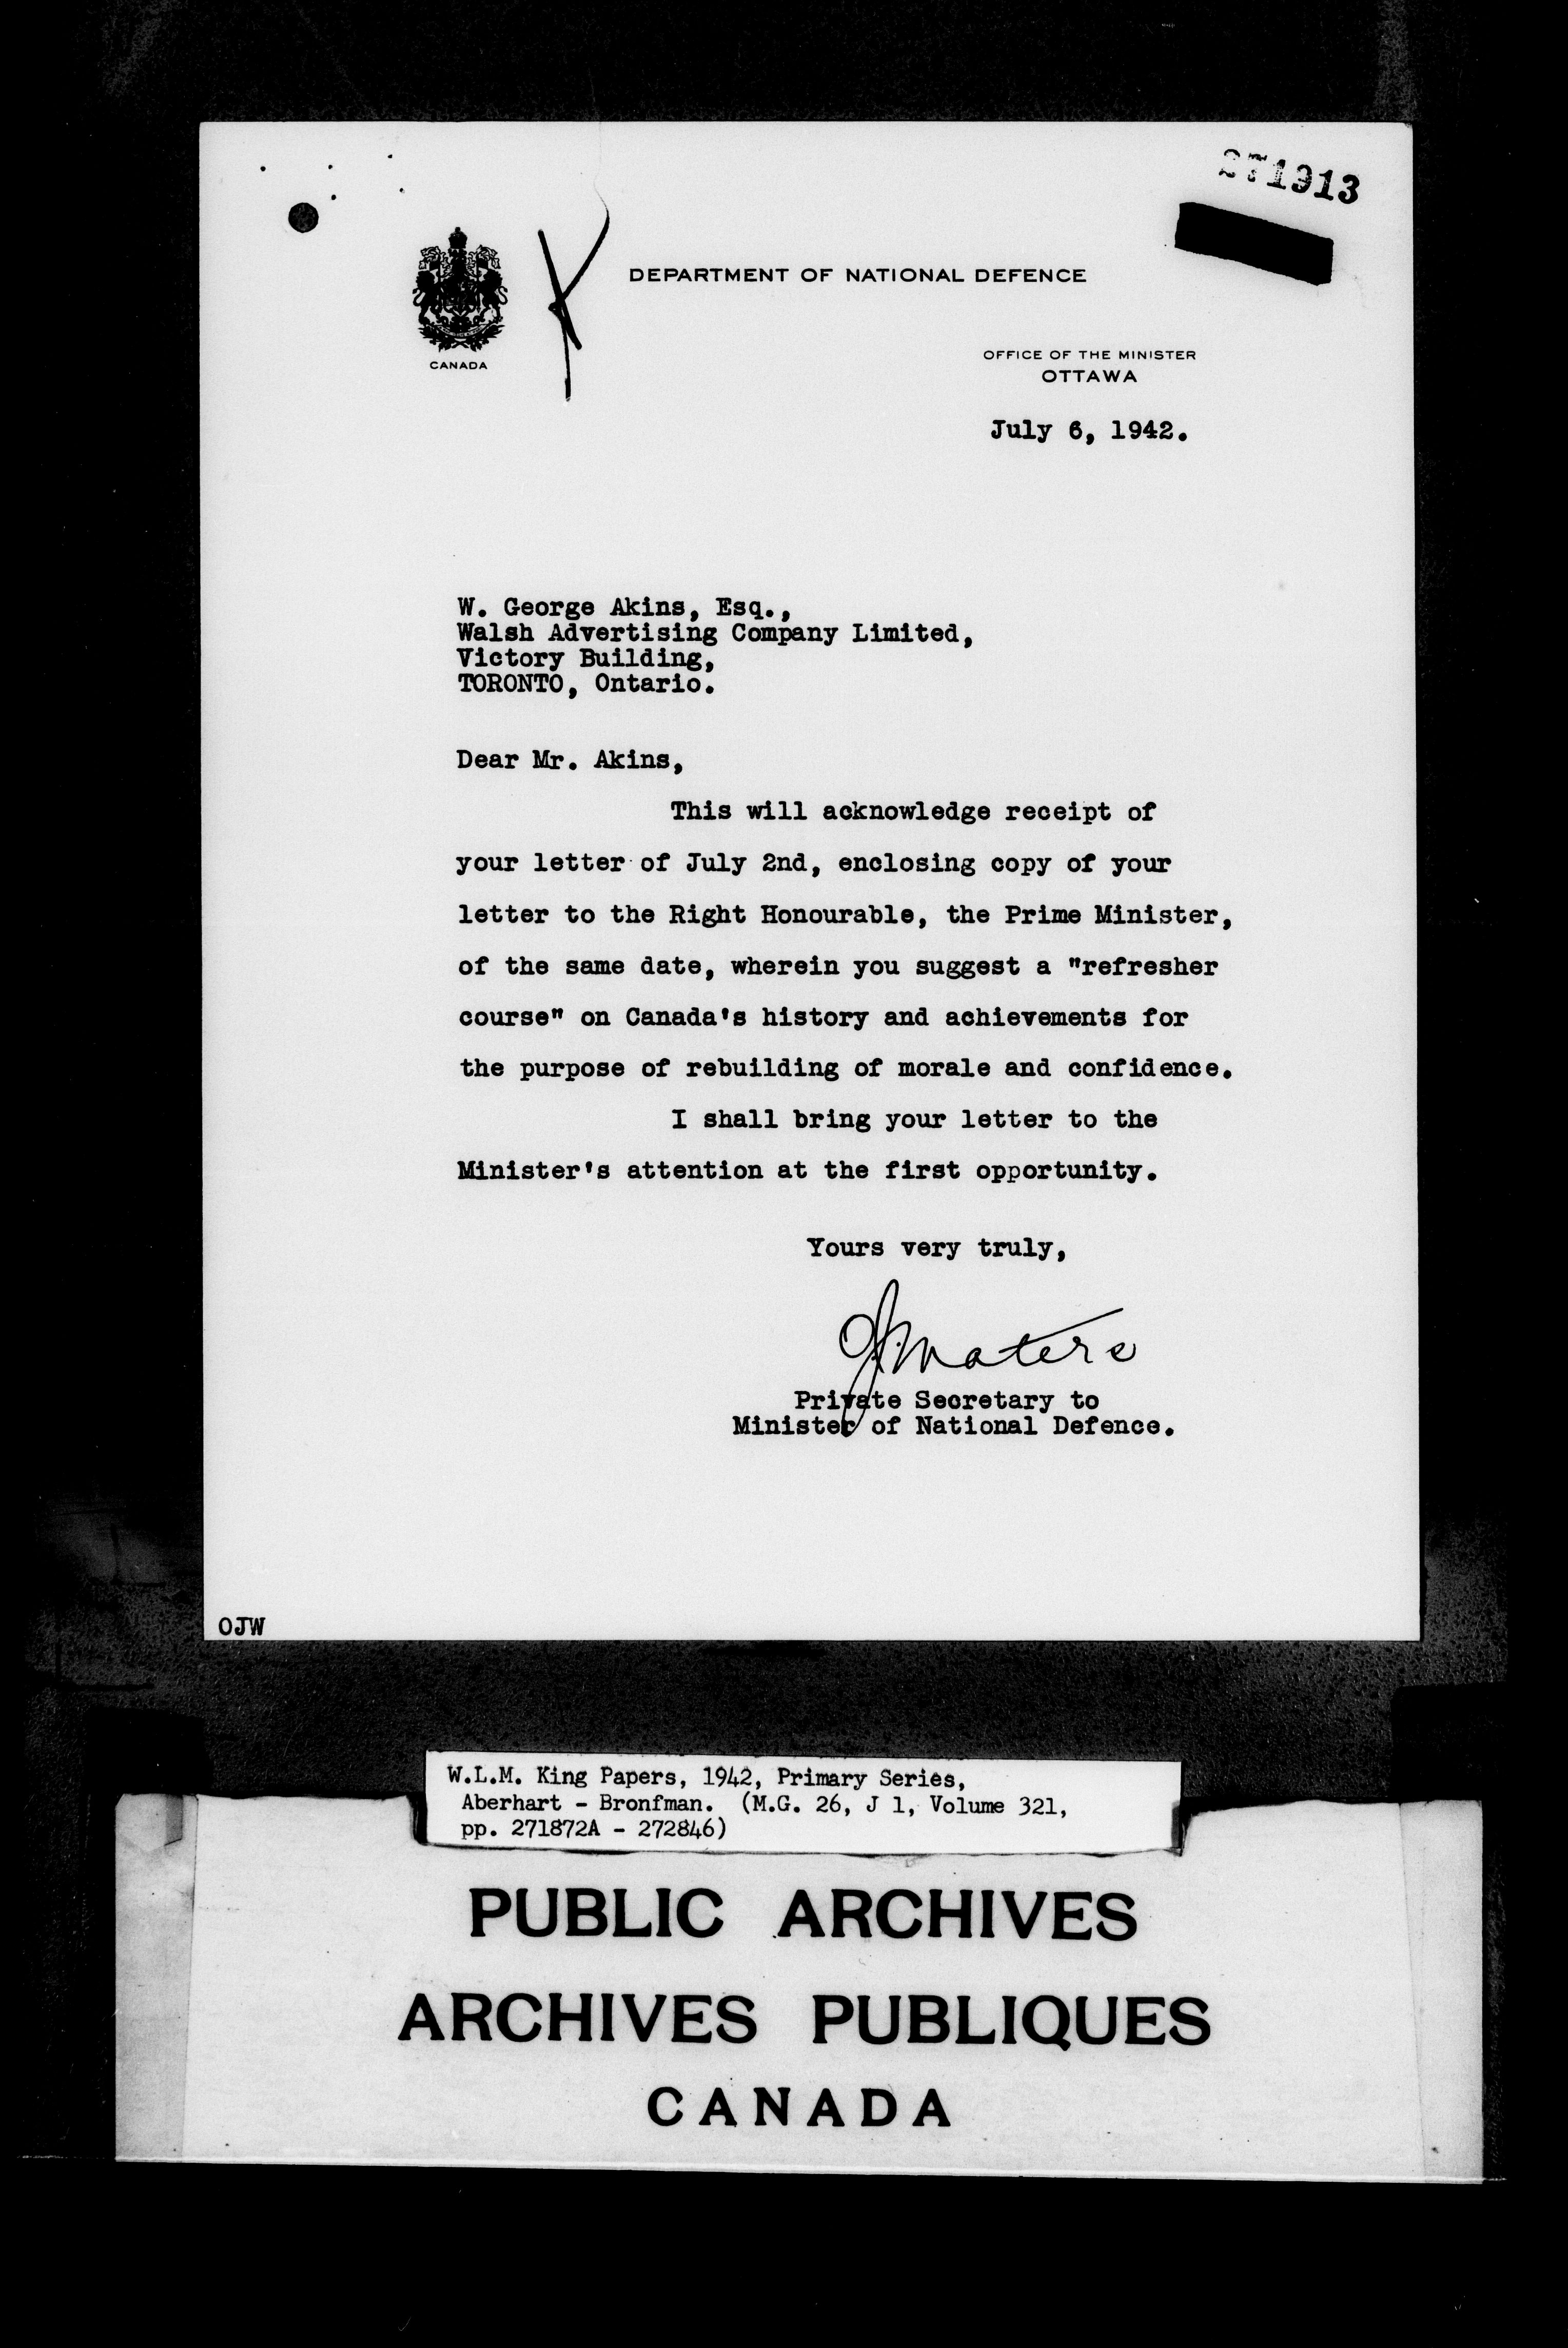 271913
DEPARTMENT OF NATIONAL DEFENCE
CANADA
OFFICE OF THE MINISTER
OTTAWA
July 6, 1942.
W. George Akins, Esq.,
Walsh Advertising Company Limited,
Victory Building,
TORONTO, Ontario.
Dear Mr. Akins,
This will acknowledge receipt of
your letter of July 2nd, enclosing copy of your
letter to the Right Honourable, the Prime Minister,
of the same date, wherein you suggest a "refresher
course" on Canada's history and achievements for
the purpose of rebuilding of morale and confidence.
I shall bring your letter to the
Minister's attention at the first opportunity.
Yours very truly,
Waters
Private Secretary to
Minister of National Defence.
OJW
W.L.M. King Papers, 1942, Primary Series,
Aberhart - Bronfman. (M.G. 26, J 1, Volume 321,
pp. 271872A - 272846)
PUBLIC ARCHIVES
ARCHIVES PUBLIQUES
CANADA